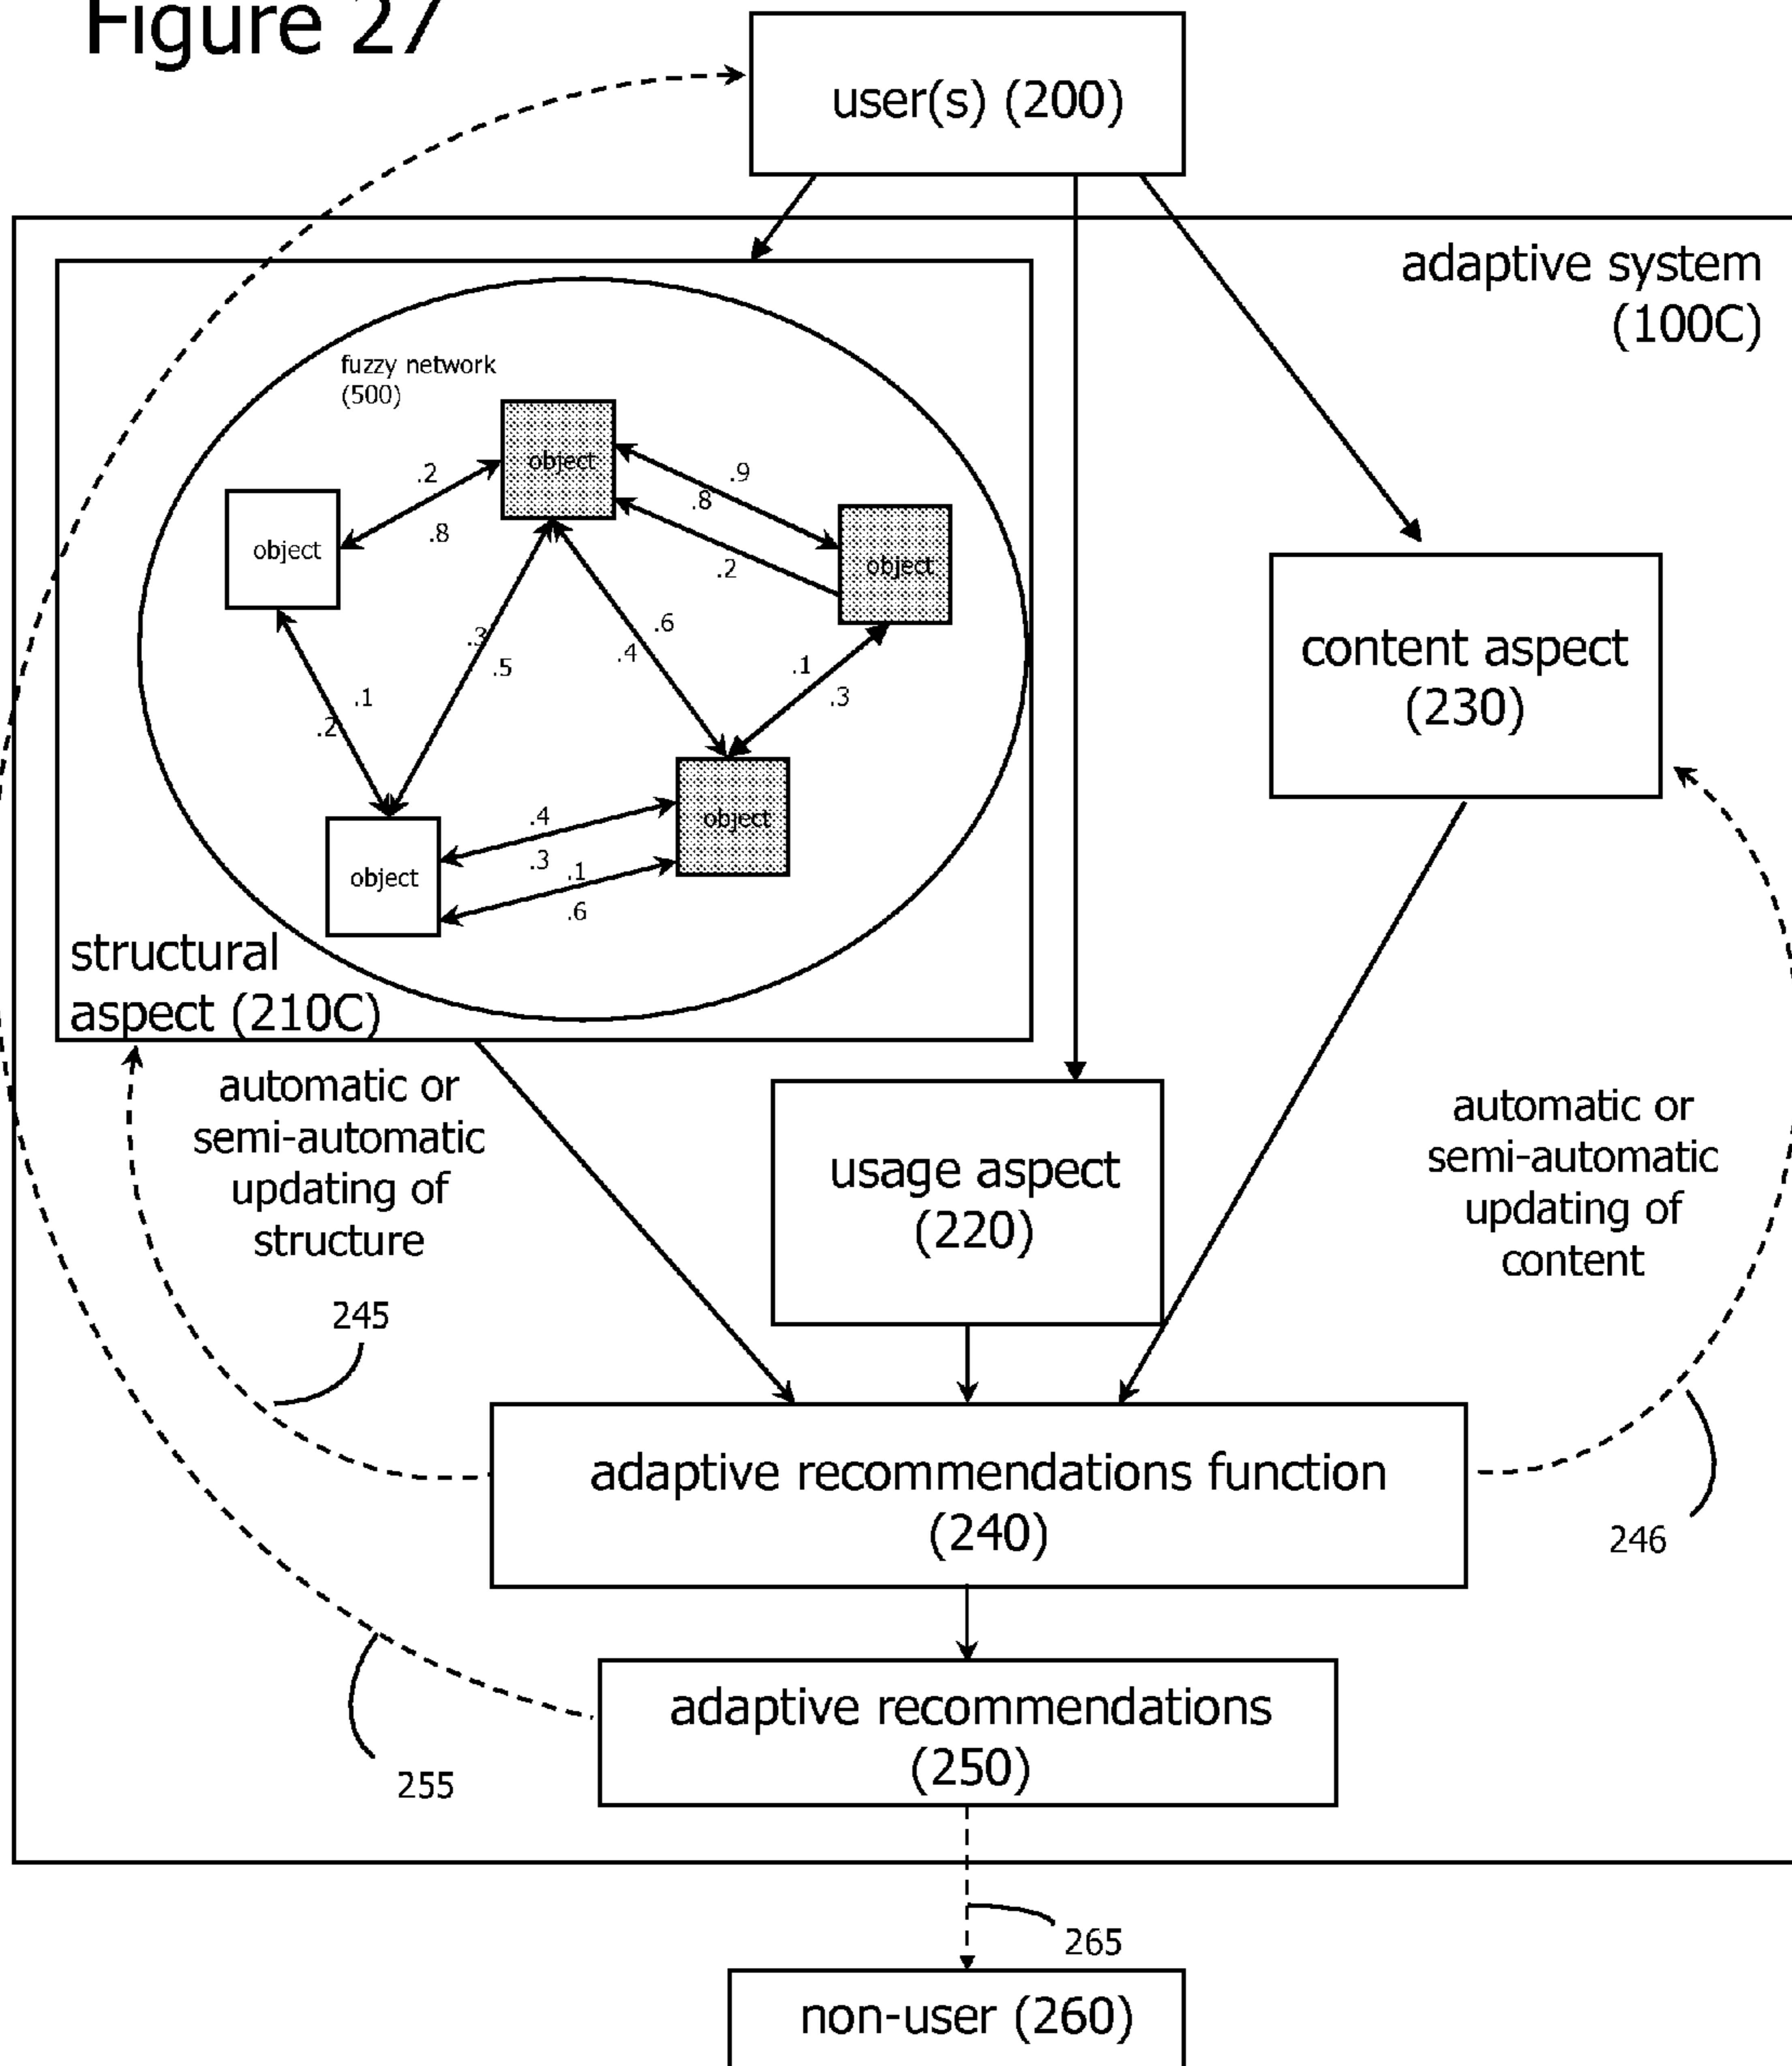 Figure 27
user(s) (200)
adaptive system
(100C)
fuzzy network
(500)
object
.2
.8
.9
.8
.2
object
object
.3
.5
.6
.4
.1
.3
.1
.2
object
object
.4
.3
.1
.6
structural
aspect (210C)
content aspect
(230)
automatic or
semi-automatic
updating of
structure
245
usage aspect
(220)
automatic or
semi-automatic
updating of
content
246
adaptive recommendations function
(240)
adaptive recommendations
(250)
255
265
non-user (260)